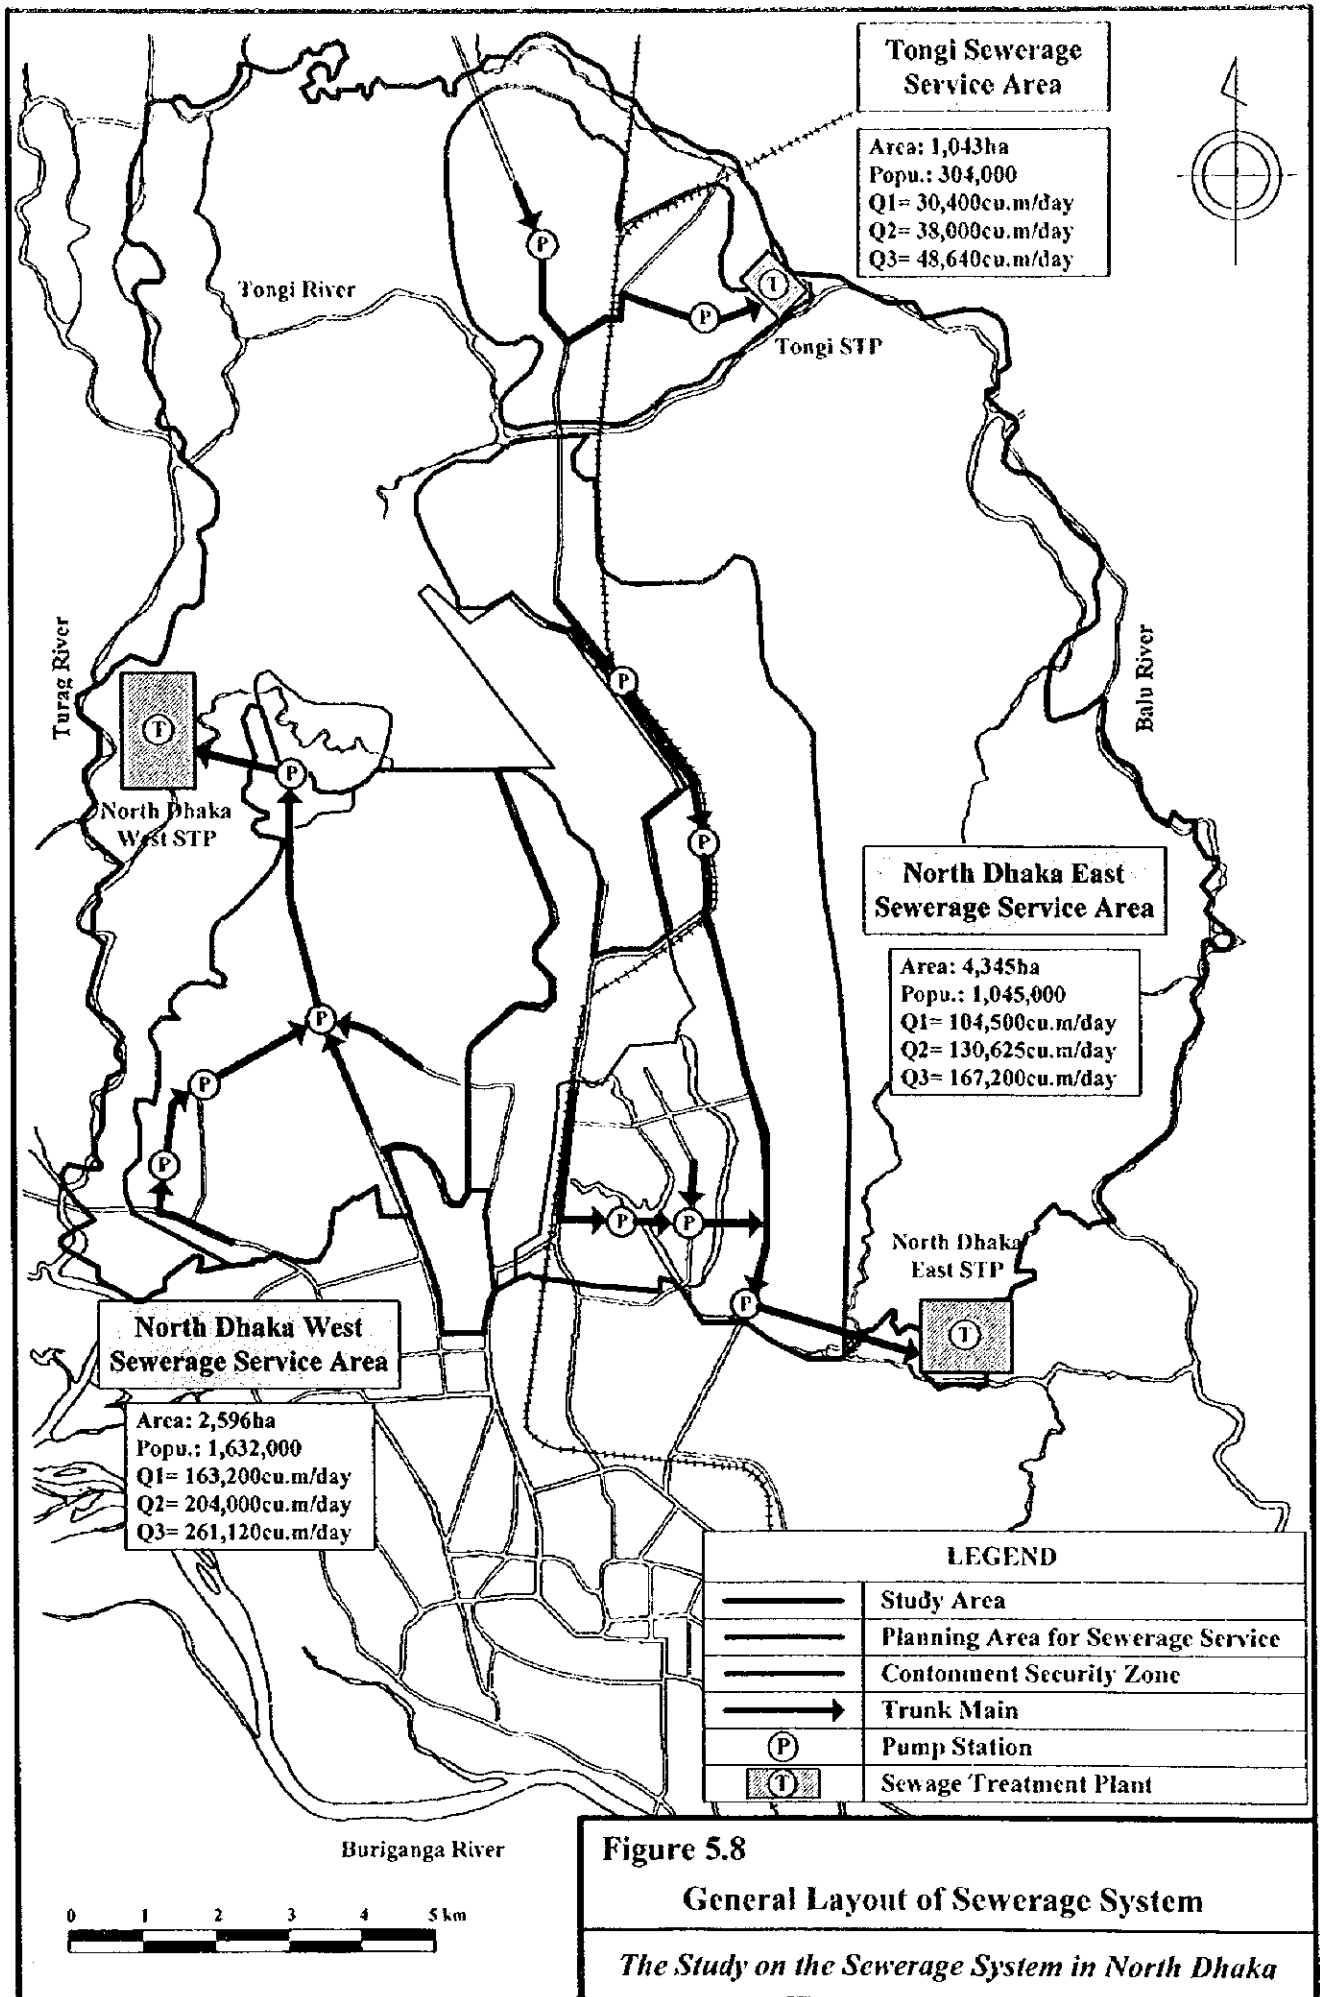 Tongi Sewerage
Service Area
Area: 1,043ha
Popu.: 304,000
Q1= 30,400cu.m/day
Q2= 38,000cu.m/day
Q3= 48,640cu.m/day
P
Tongi River
T
P
Tongi STP
Turag River
Balu River
P
T
P
North Dhaka
West STP
P
North Dhaka East
Sewerage Service Area
Area: 4,345ha
Popu.: 1,045,000
Q1= 104,500cu.m/day
Q2= 130,625cu.m/day
Q3= 167,200cu.m/day
P
P
P
P
P
North Dhaka
East STP
P
T
North Dhaka West
Sewerage Service Area
Area: 2,596ha
Popu.: 1,632,000
Q1= 163,200cu.m/day
Q2= 204,000cu.m/day
Q3= 261,120cu.m/day
LEGEND
Study Area
Planning Area for Sewerage Service
Contonment Security Zone
Trunk Main
P Pump Station
T Sewage Treatment Plant
Buriganga River
0 1 2 3 4 5 km
Figure 5.8
General Layout of Sewerage System
The Study on the Sewerage System in North Dhaka